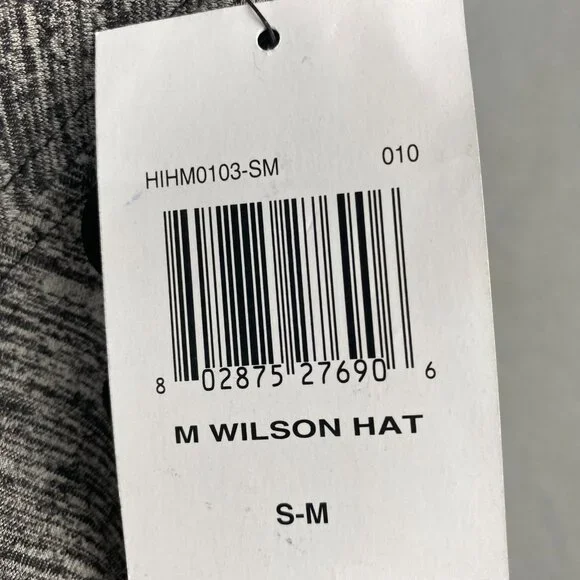 HIHM0103-SM 010
8 02875 27690 6
M WILSON HAT
S-M